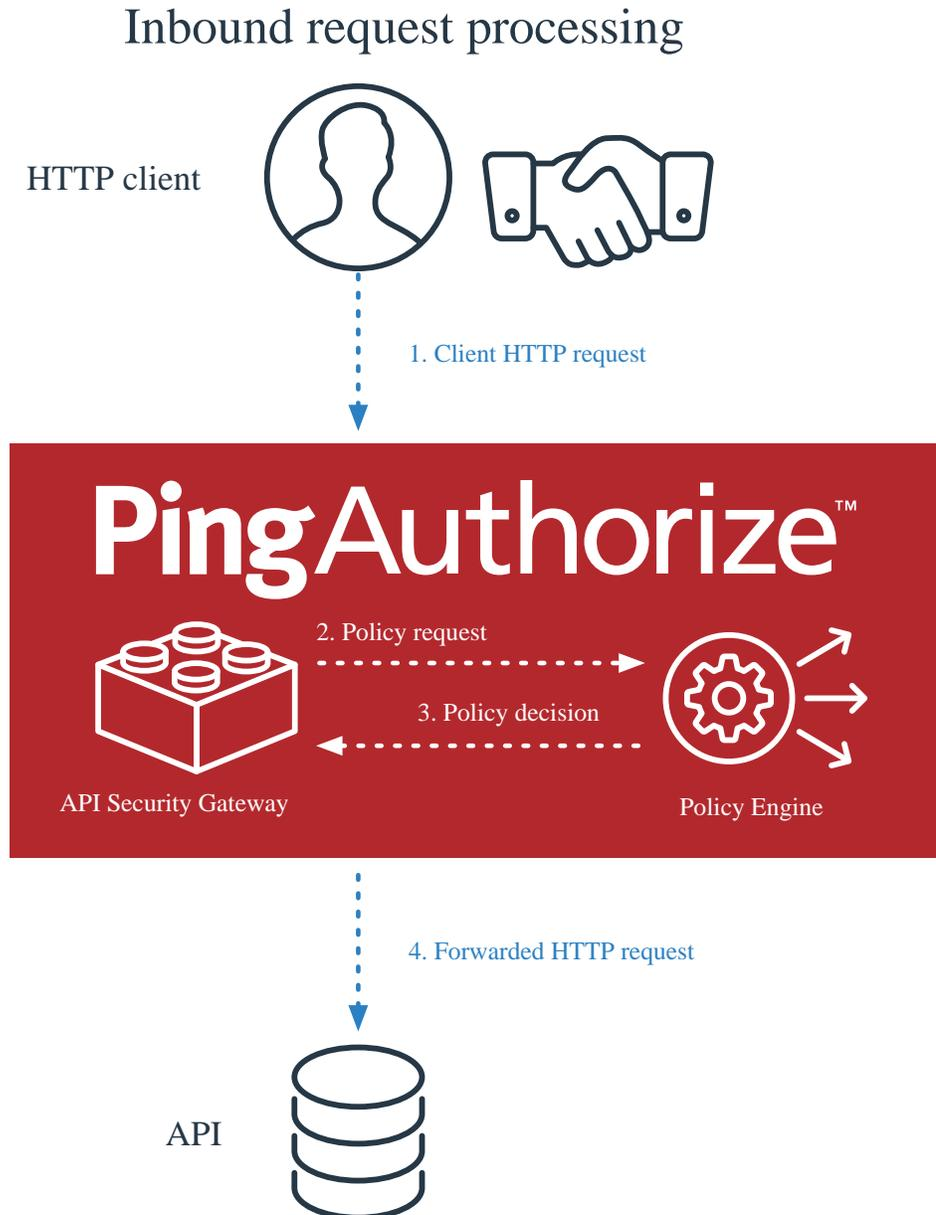 Inbound request processing
HTTP client
1. Client HTTP request
PingAuthorize™
2. Policy request
3. Policy decision
API Security Gateway
Policy Engine
4. Forwarded HTTP request
API